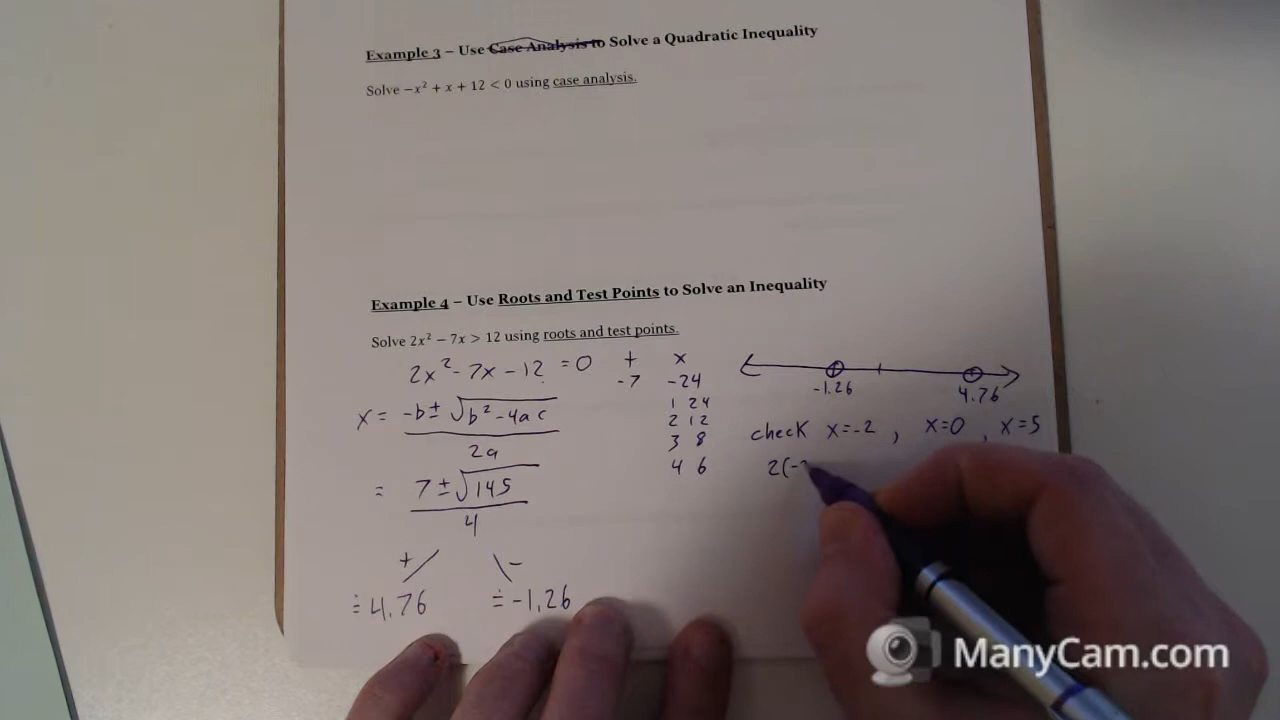 Example 3 – Use Case Analysis to Solve a Quadratic Inequality
Solve −x² + x + 12 < 0 using case analysis.
Example 4 – Use Roots and Test Points to Solve an Inequality
Solve 2x² − 7x > 12 using roots and test points.
2x² - 7x - 12 = 0
x = -b ± √b² - 4ac
2a
= 7 ± √145
4
+ -
≐ 4.76 ≐ -1.26
+ x
-7 -24
1 24
2 12
3 8
4 6
-1.26 4.76
check x=-2 , x=0 , x=5
2(-2
ManyCam.com